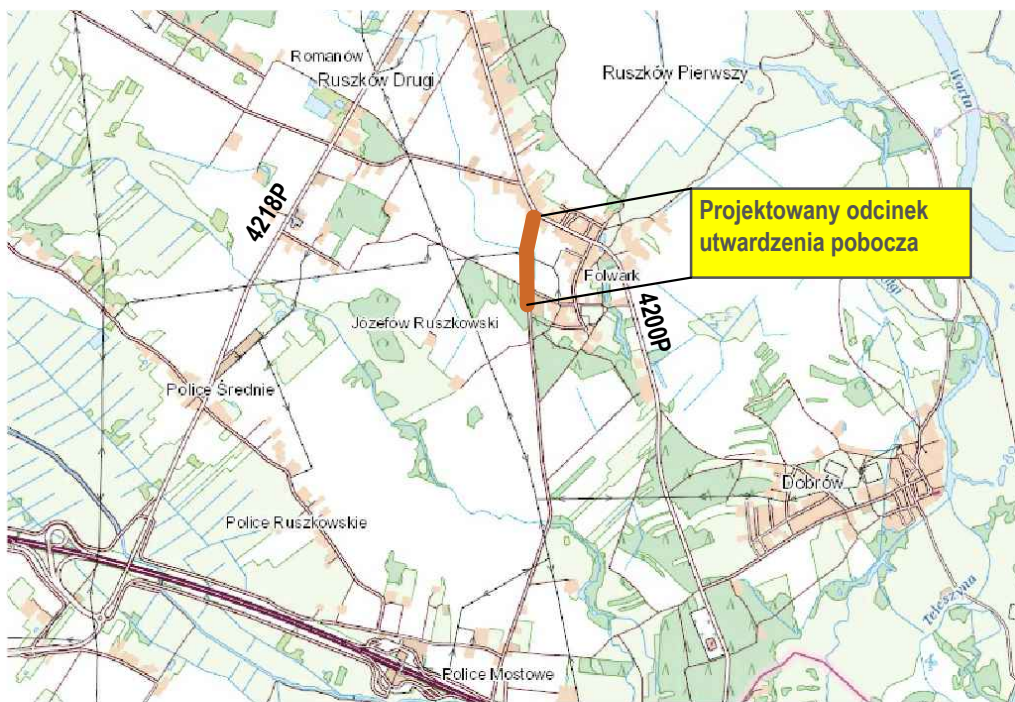 Romanów
Ruszków Drugi
Ruszków Pierwszy
Warta
4218P
Projektowany odcinek
utwardzenia pobocza
Folwark
4200P
Józefów Ruszkowski
Police Średnie
Dobrów
Police Ruszkowskie
Teleszyna
Police Mostowe